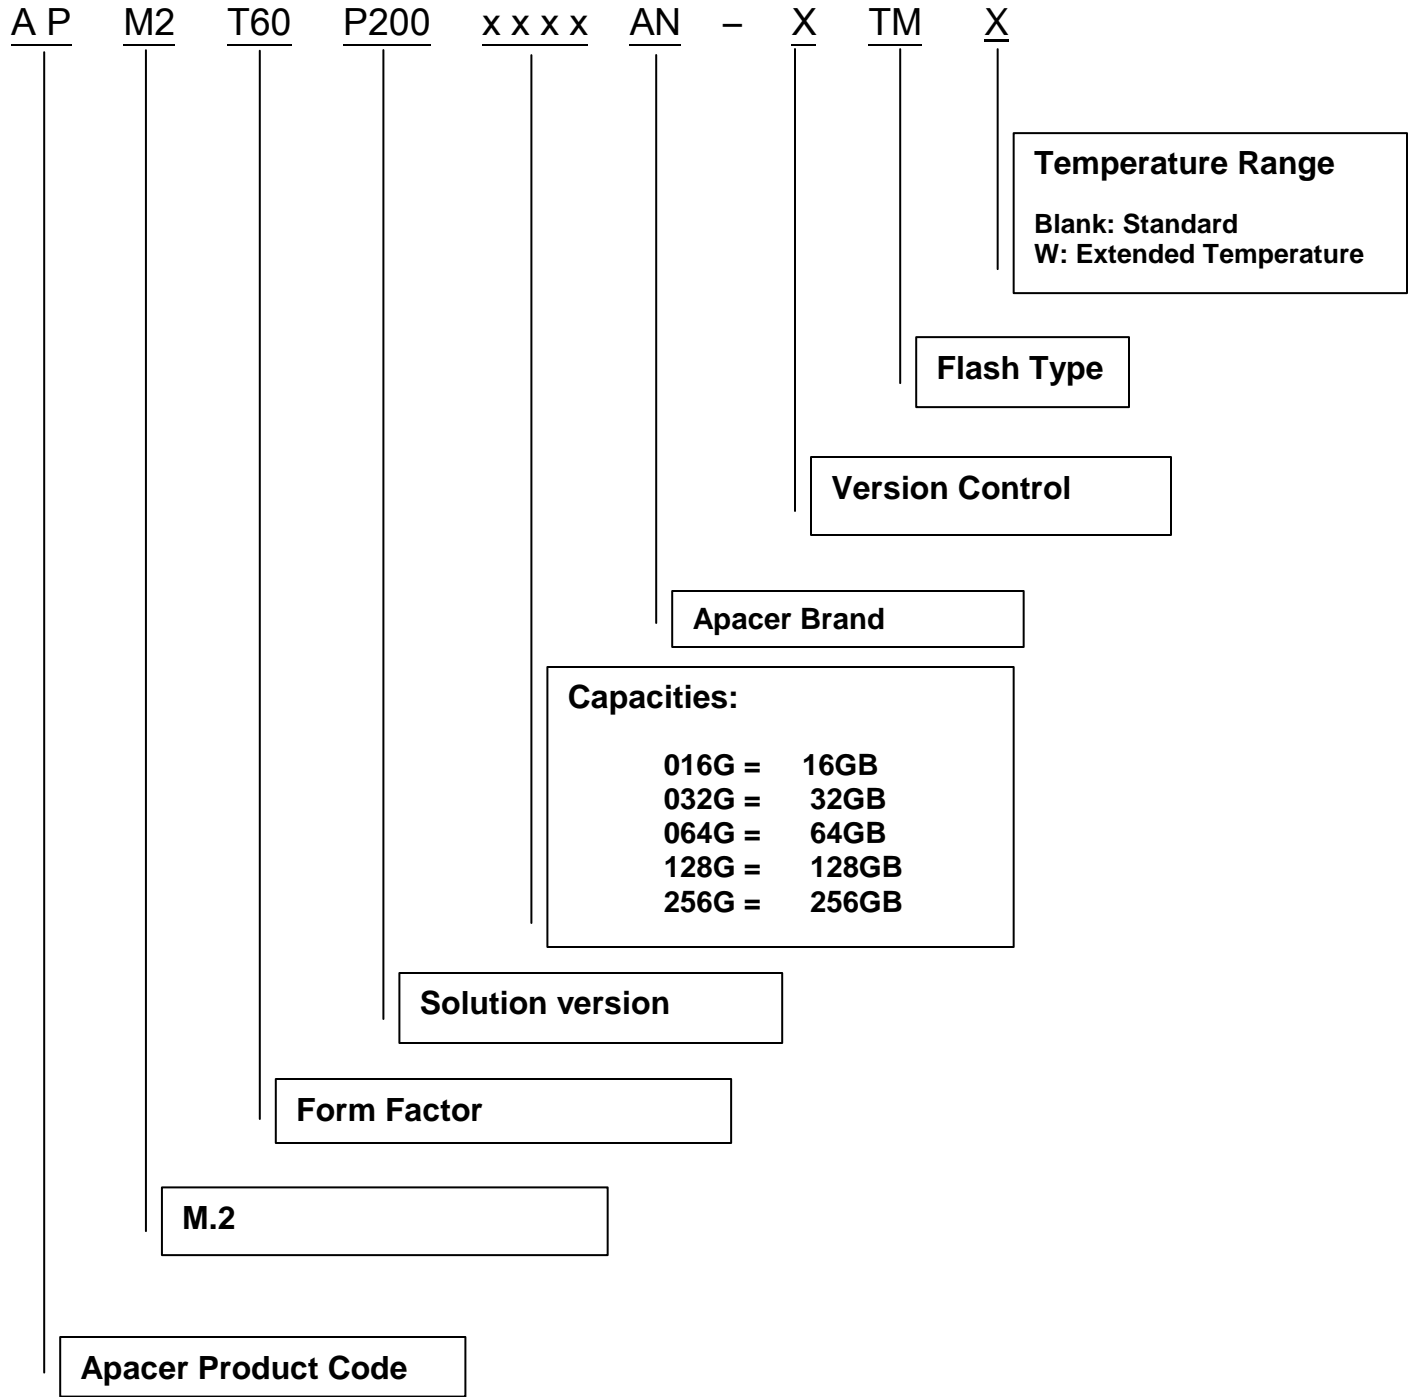 A P M2 T60 P200 x x x x AN – X TM X
Temperature Range
Blank: Standard
W: Extended Temperature
Flash Type
Version Control
Apacer Brand
Capacities:
016G = 16GB
032G = 32GB
064G = 64GB
128G = 128GB
256G = 256GB
Solution version
Form Factor
M.2
Apacer Product Code